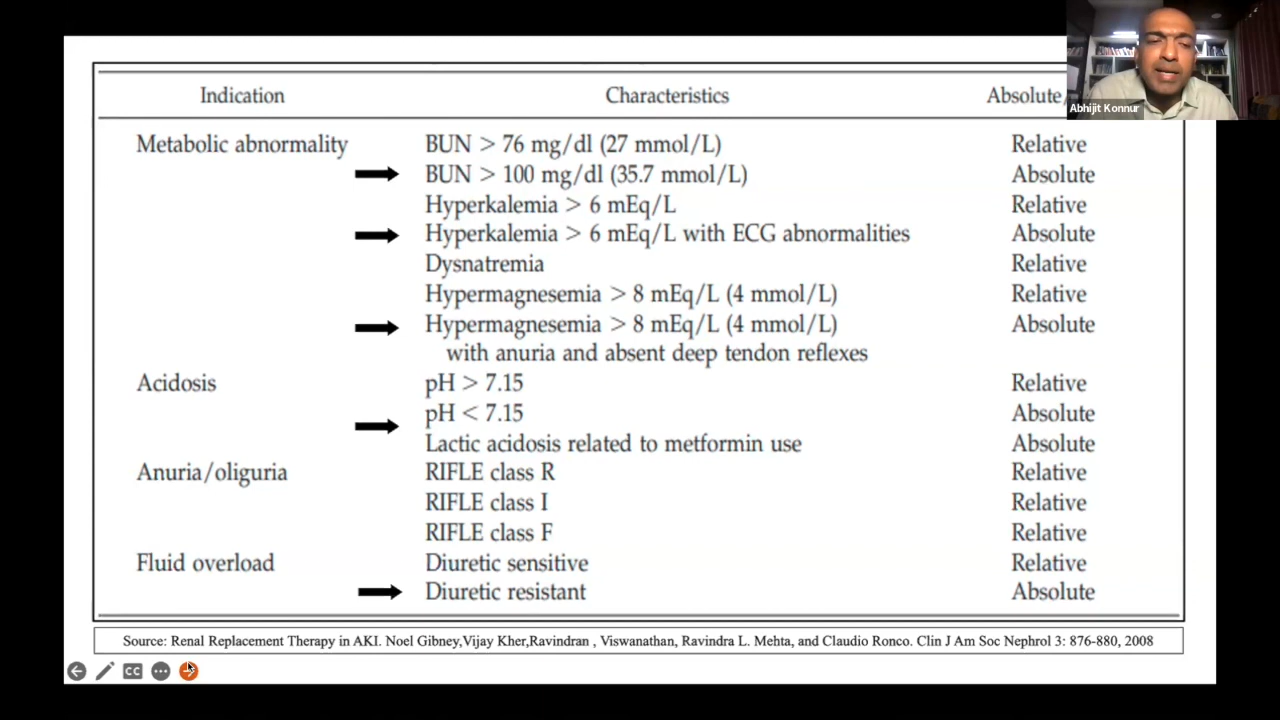 Indication Characteristics Absolute
Metabolic abnormality BUN > 76 mg/dl (27 mmol/L) Relative
BUN > 100 mg/dl (35.7 mmol/L) Absolute
Hyperkalemia > 6 mEq/L Relative
Hyperkalemia > 6 mEq/L with ECG abnormalities Absolute
Dysnatremia Relative
Hypermagnesemia > 8 mEq/L (4 mmol/L) Relative
Hypermagnesemia > 8 mEq/L (4 mmol/L) Absolute
with anuria and absent deep tendon reflexes
Acidosis pH > 7.15 Relative
pH < 7.15 Absolute
Lactic acidosis related to metformin use Absolute
Anuria/oliguria RIFLE class R Relative
RIFLE class I Relative
RIFLE class F Relative
Fluid overload Diuretic sensitive Relative
Diuretic resistant Absolute
Source: Renal Replacement Therapy in AKI. Noel Gibney,Vijay Kher,Ravindran , Viswanathan, Ravindra L. Mehta, and Claudio Ronco. Clin J Am Soc Nephrol 3: 876-880, 2008
CC
Abhijit Konnur